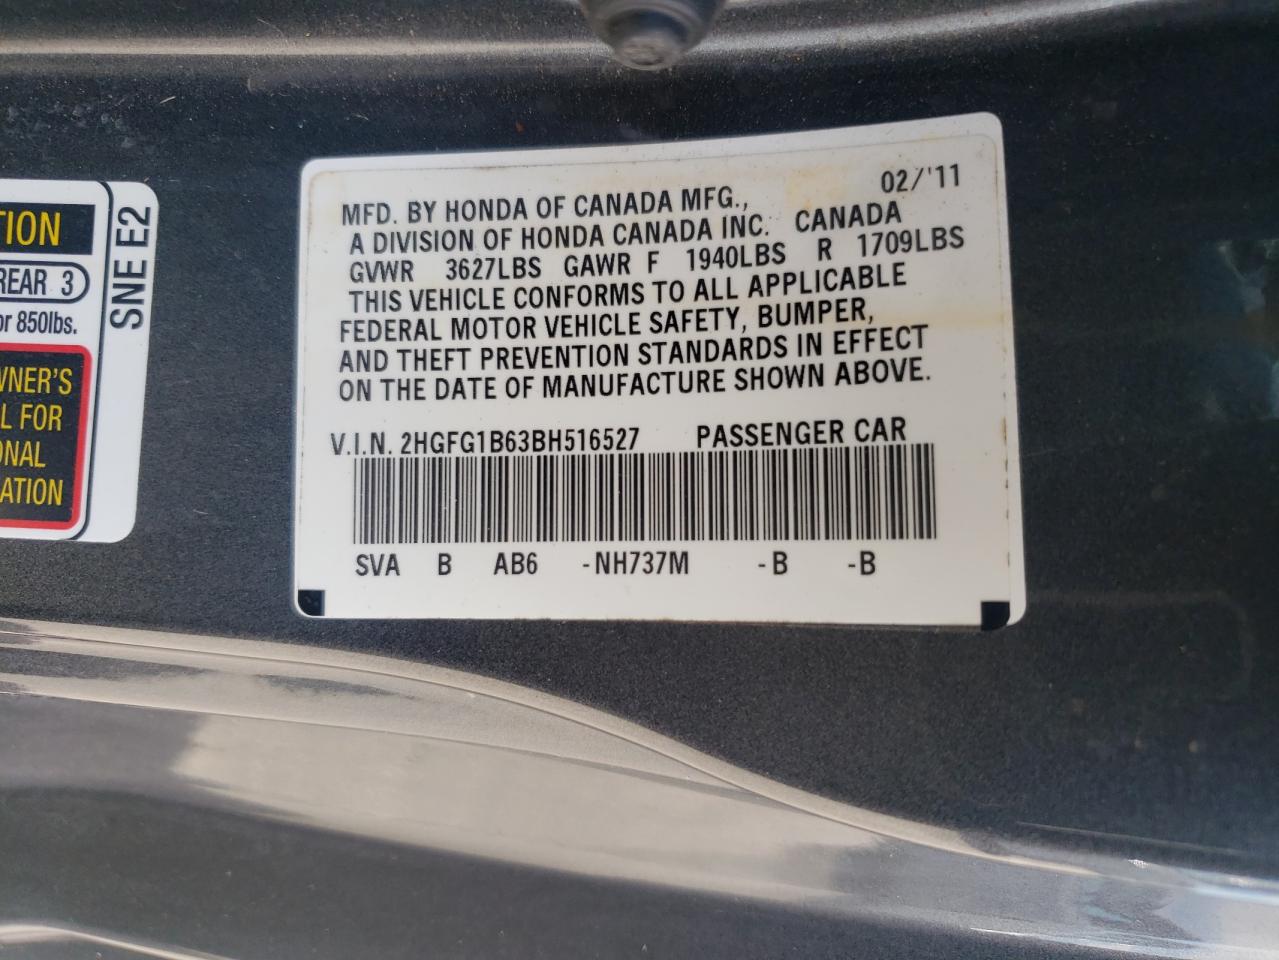 02/'11
MFD. BY HONDA OF CANADA MFG.,
A DIVISION OF HONDA CANADA INC. CANADA
GVWR 3627LBS GAWR F 1940LBS R 1709LBS
THIS VEHICLE CONFORMS TO ALL APPLICABLE
FEDERAL MOTOR VEHICLE SAFETY, BUMPER,
AND THEFT PREVENTION STANDARDS IN EFFECT
ON THE DATE OF MANUFACTURE SHOWN ABOVE.
V.I.N. 2HGFG1B63BH516527 PASSENGER CAR
SVA B AB6 -NH737M -B -B
SNE E2
TION
REAR 3
or 850lbs.
WNER'S
L FOR
ONAL
ATION